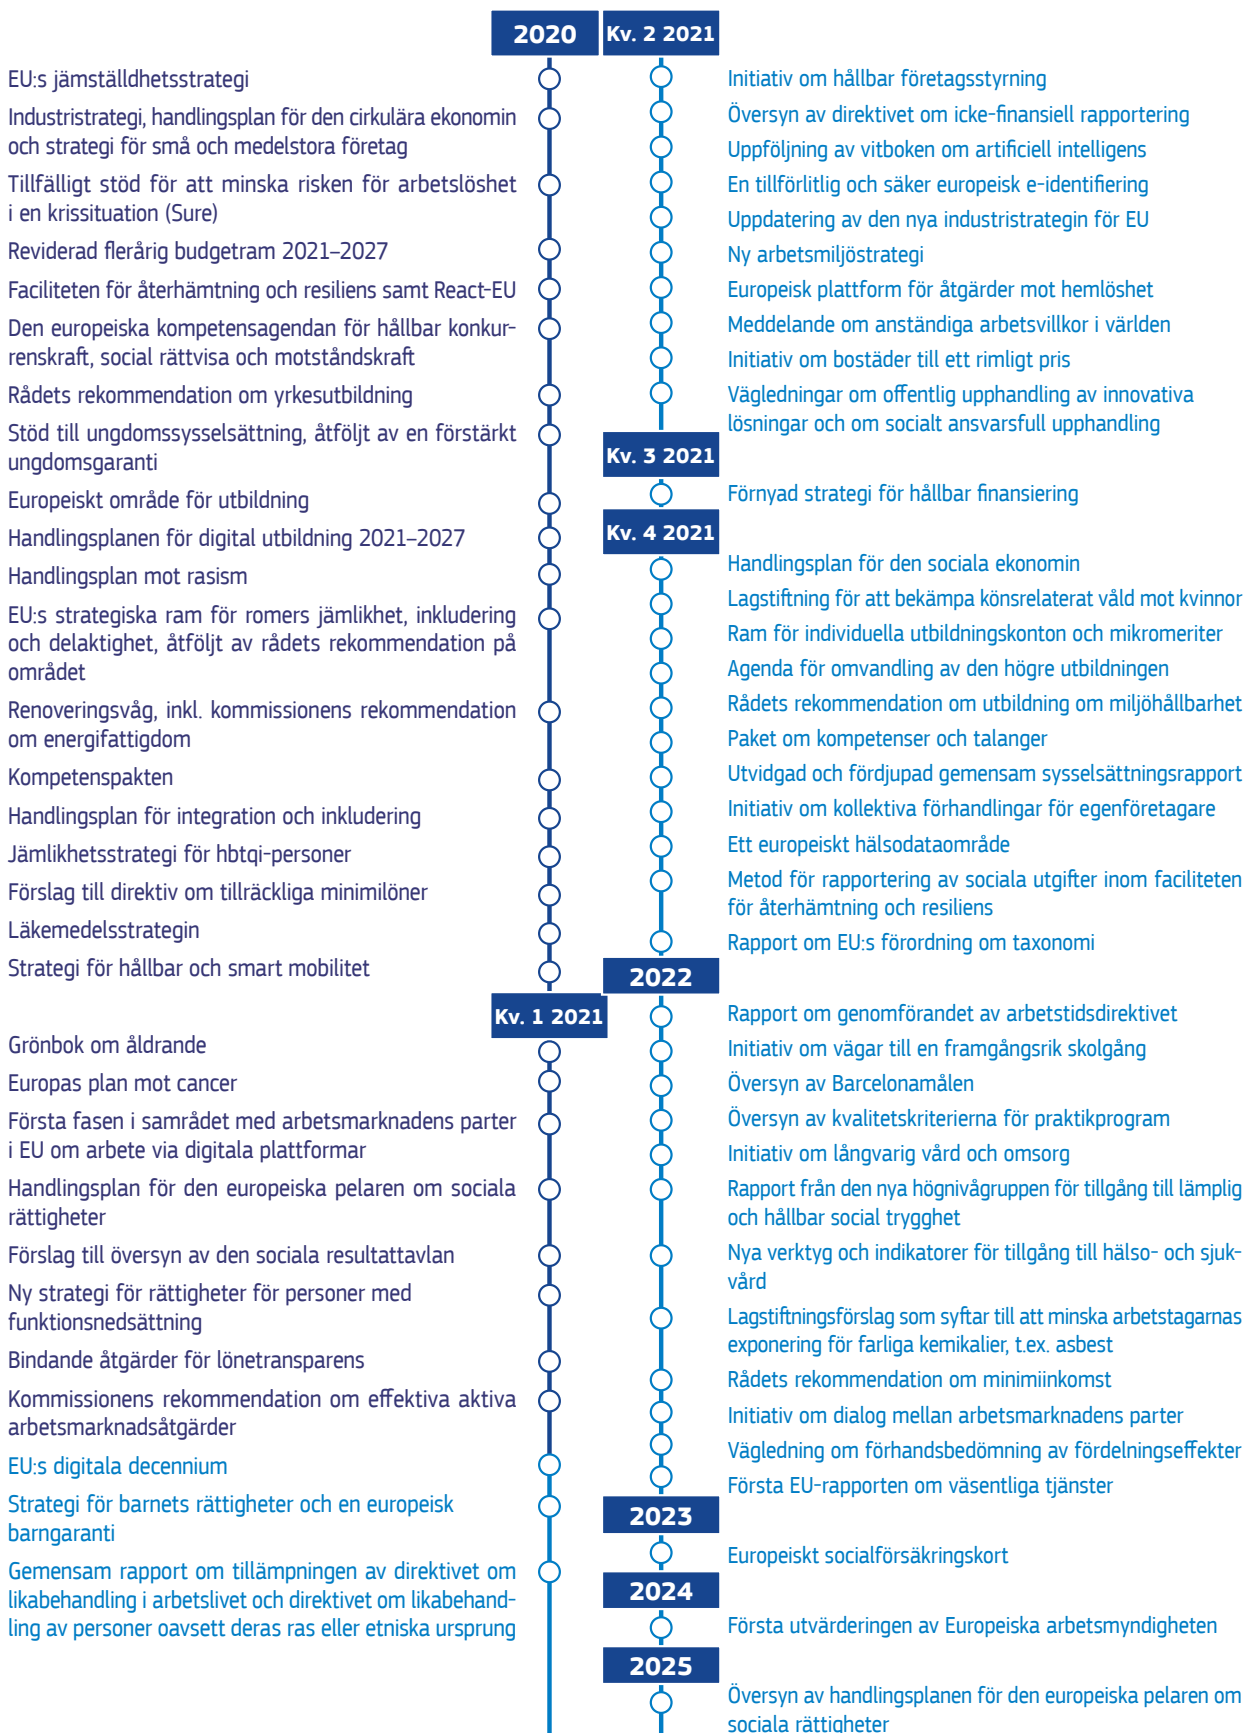 2020
EU:s jämställdhetsstrategi
Industristrategi, handlingsplan för den cirkulära ekonomin
och strategi för små och medelstora företag
Tillfälligt stöd för att minska risken för arbetslöshet
i en krissituation (Sure)
Reviderad flerårig budgetram 2021–2027
Faciliteten för återhämtning och resiliens samt React-EU
Den europeiska kompetensagendan för hållbar konkur-
renskraft, social rättvisa och motståndskraft
Rådets rekommendation om yrkesutbildning
Stöd till ungdomssysselsättning, åtföljt av en förstärkt
ungdomsgaranti
Europeiskt område för utbildning
Handlingsplanen för digital utbildning 2021–2027
Handlingsplan mot rasism
EU:s strategiska ram för romers jämlikhet, inkludering
och delaktighet, åtföljt av rådets rekommendation på
området
Renoveringsvåg, inkl. kommissionens rekommendation
om energifattigdom
Kompetenspakten
Handlingsplan för integration och inkludering
Jämlikhetsstrategi för hbtqi-personer
Förslag till direktiv om tillräckliga minimilöner
Läkemedelsstrategin
Strategi för hållbar och smart mobilitet
Kv. 1 2021
Grönbok om åldrande
Europas plan mot cancer
Första fasen i samrådet med arbetsmarknadens parter
i EU om arbete via digitala plattformar
Handlingsplan för den europeiska pelaren om sociala
rättigheter
Förslag till översyn av den sociala resultattavlan
Ny strategi för rättigheter för personer med
funktionsnedsättning
Bindande åtgärder för lönetransparens
Kommissionens rekommendation om effektiva aktiva
arbetsmarknadsåtgärder
EU:s digitala decennium
Strategi för barnets rättigheter och en europeisk
barngaranti
Gemensam rapport om tillämpningen av direktivet om
likabehandling i arbetslivet och direktivet om likabehand-
ling av personer oavsett deras ras eller etniska ursprung
Kv. 2 2021
Initiativ om hållbar företagsstyrning
Översyn av direktivet om icke-finansiell rapportering
Uppföljning av vitboken om artificiell intelligens
En tillförlitlig och säker europeisk e-identifiering
Uppdatering av den nya industristrategin för EU
Ny arbetsmiljöstrategi
Europeisk plattform för åtgärder mot hemlöshet
Meddelande om anständiga arbetsvillkor i världen
Initiativ om bostäder till ett rimligt pris
Vägledningar om offentlig upphandling av innovativa
lösningar och om socialt ansvarsfull upphandling
Kv. 3 2021
Förnyad strategi för hållbar finansiering
Kv. 4 2021
Handlingsplan för den sociala ekonomin
Lagstiftning för att bekämpa könsrelaterat våld mot kvinnor
Ram för individuella utbildningskonton och mikromeriter
Agenda för omvandling av den högre utbildningen
Rådets rekommendation om utbildning om miljöhållbarhet
Paket om kompetenser och talanger
Utvidgad och fördjupad gemensam sysselsättningsrapport
Initiativ om kollektiva förhandlingar för egenföretagare
Ett europeiskt hälsodataområde
Metod för rapportering av sociala utgifter inom faciliteten
för återhämtning och resiliens
Rapport om EU:s förordning om taxonomi
2022
Rapport om genomförandet av arbetstidsdirektivet
Initiativ om vägar till en framgångsrik skolgång
Översyn av Barcelonamålen
Översyn av kvalitetskriterierna för praktikprogram
Initiativ om långvarig vård och omsorg
Rapport från den nya högnivågruppen för tillgång till lämplig
och hållbar social trygghet
Nya verktyg och indikatorer för tillgång till hälso- och sjuk-
vård
Lagstiftningsförslag som syftar till att minska arbetstagarnas
exponering för farliga kemikalier, t.ex. asbest
Rådets rekommendation om minimiinkomst
Initiativ om dialog mellan arbetsmarknadens parter
Vägledning om förhandsbedömning av fördelningseffekter
Första EU-rapporten om väsentliga tjänster
2023
Europeiskt socialförsäkringskort
2024
Första utvärderingen av Europeiska arbetsmyndigheten
2025
Översyn av handlingsplanen för den europeiska pelaren om
sociala rättigheter